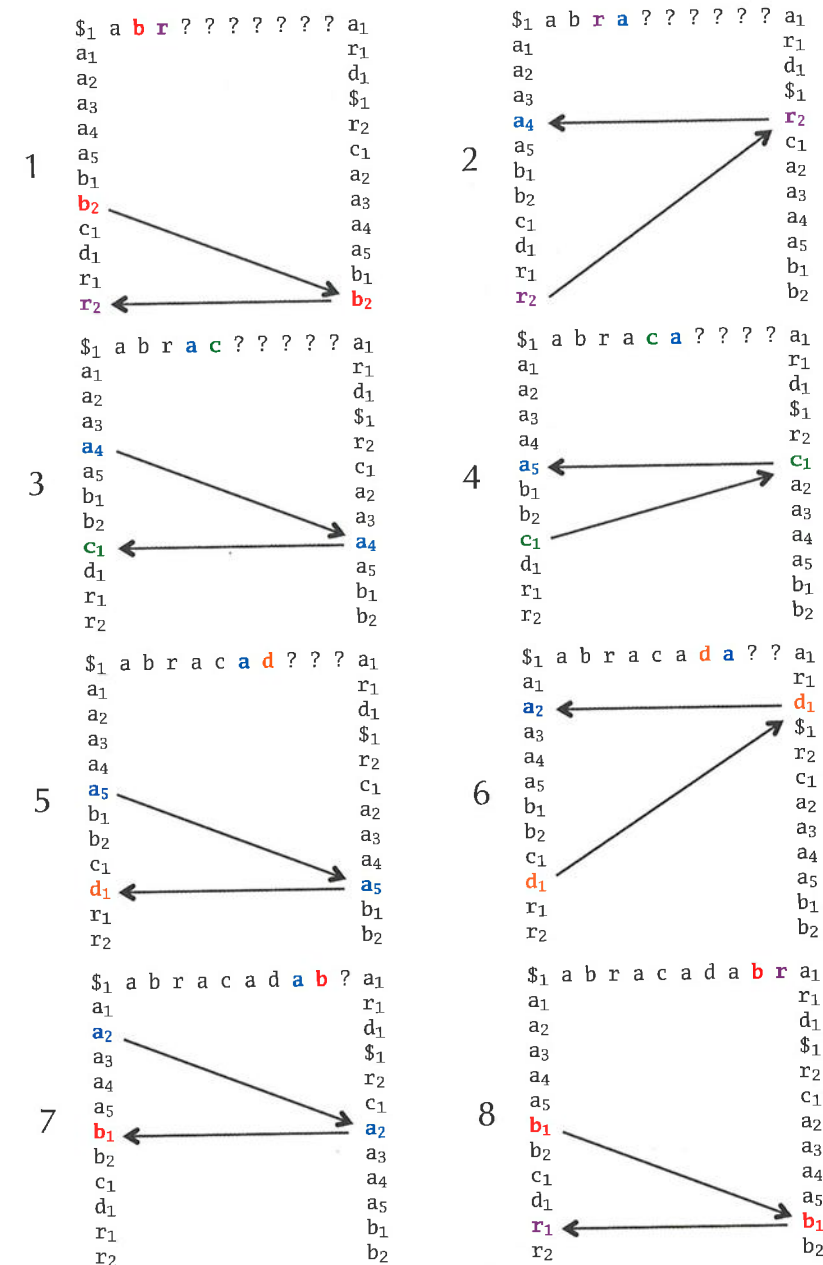 1
$₁ a b r ? ? ? ? ? ? ? a₁
a₁ r₁
a₂ d₁
a₃ $₁
a₄ r₂
a₅ c₁
b₁ a₂
b₂ a₃
c₁ a₄
d₁ a₅
r₁ b₁
r₂ b₂
2
$₁ a b r a ? ? ? ? ? ? a₁
a₁ r₁
a₂ d₁
a₃ $₁
a₄ r₂
a₅ c₁
b₁ a₂
b₂ a₃
c₁ a₄
d₁ a₅
r₁ b₁
r₂ b₂
3
$₁ a b r a c ? ? ? ? ? a₁
a₁ r₁
a₂ d₁
a₃ $₁
a₄ r₂
a₅ c₁
b₁ a₂
b₂ a₃
c₁ a₄
d₁ a₅
r₁ b₁
r₂ b₂
4
$₁ a b r a c a ? ? ? ? a₁
a₁ r₁
a₂ d₁
a₃ $₁
a₄ r₂
a₅ c₁
b₁ a₂
b₂ a₃
c₁ a₄
d₁ a₅
r₁ b₁
r₂ b₂
5
$₁ a b r a c a d ? ? ? a₁
a₁ r₁
a₂ d₁
a₃ $₁
a₄ r₂
a₅ c₁
b₁ a₂
b₂ a₃
c₁ a₄
d₁ a₅
r₁ b₁
r₂ b₂
6
$₁ a b r a c a d a ? ? a₁
a₁ r₁
a₂ d₁
a₃ $₁
a₄ r₂
a₅ c₁
b₁ a₂
b₂ a₃
c₁ a₄
d₁ a₅
r₁ b₁
r₂ b₂
7
$₁ a b r a c a d a b ? a₁
a₁ r₁
a₂ d₁
a₃ $₁
a₄ r₂
a₅ c₁
b₁ a₂
b₂ a₃
c₁ a₄
d₁ a₅
r₁ b₁
r₂ b₂
8
$₁ a b r a c a d a b r a₁
a₁ r₁
a₂ d₁
a₃ $₁
a₄ r₂
a₅ c₁
b₁ a₂
b₂ a₃
c₁ a₄
d₁ a₅
r₁ b₁
r₂ b₂